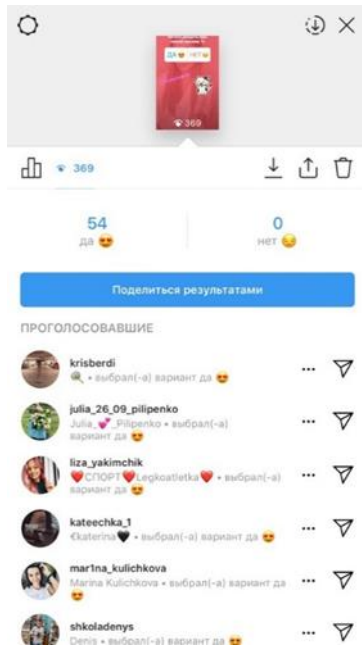 ДА😍 НЕТ😔
369
369
54
да 😍
0
нет 😔
Поделиться результатами
ПРОГОЛОСОВАВШИЕ
krisberdi
• выбрал(-а) вариант да 😍
julia_26_09_pilipenko
Julia_💕_Pilipenko • выбрал(-а)
вариант да 😍
liza_yakimchik
❤️СПОРТ❤️Legkoatletka❤️ • выбрал(-а)
вариант да 😍
kateechka_1
€katerina🖤 • выбрал(-а) вариант да 😍
mar1na_kulichkova
Marina Kulichkova • выбрал(-а) вариант да
😍
shkoladenys
Denis • выбрал(-а) вариант да 😍